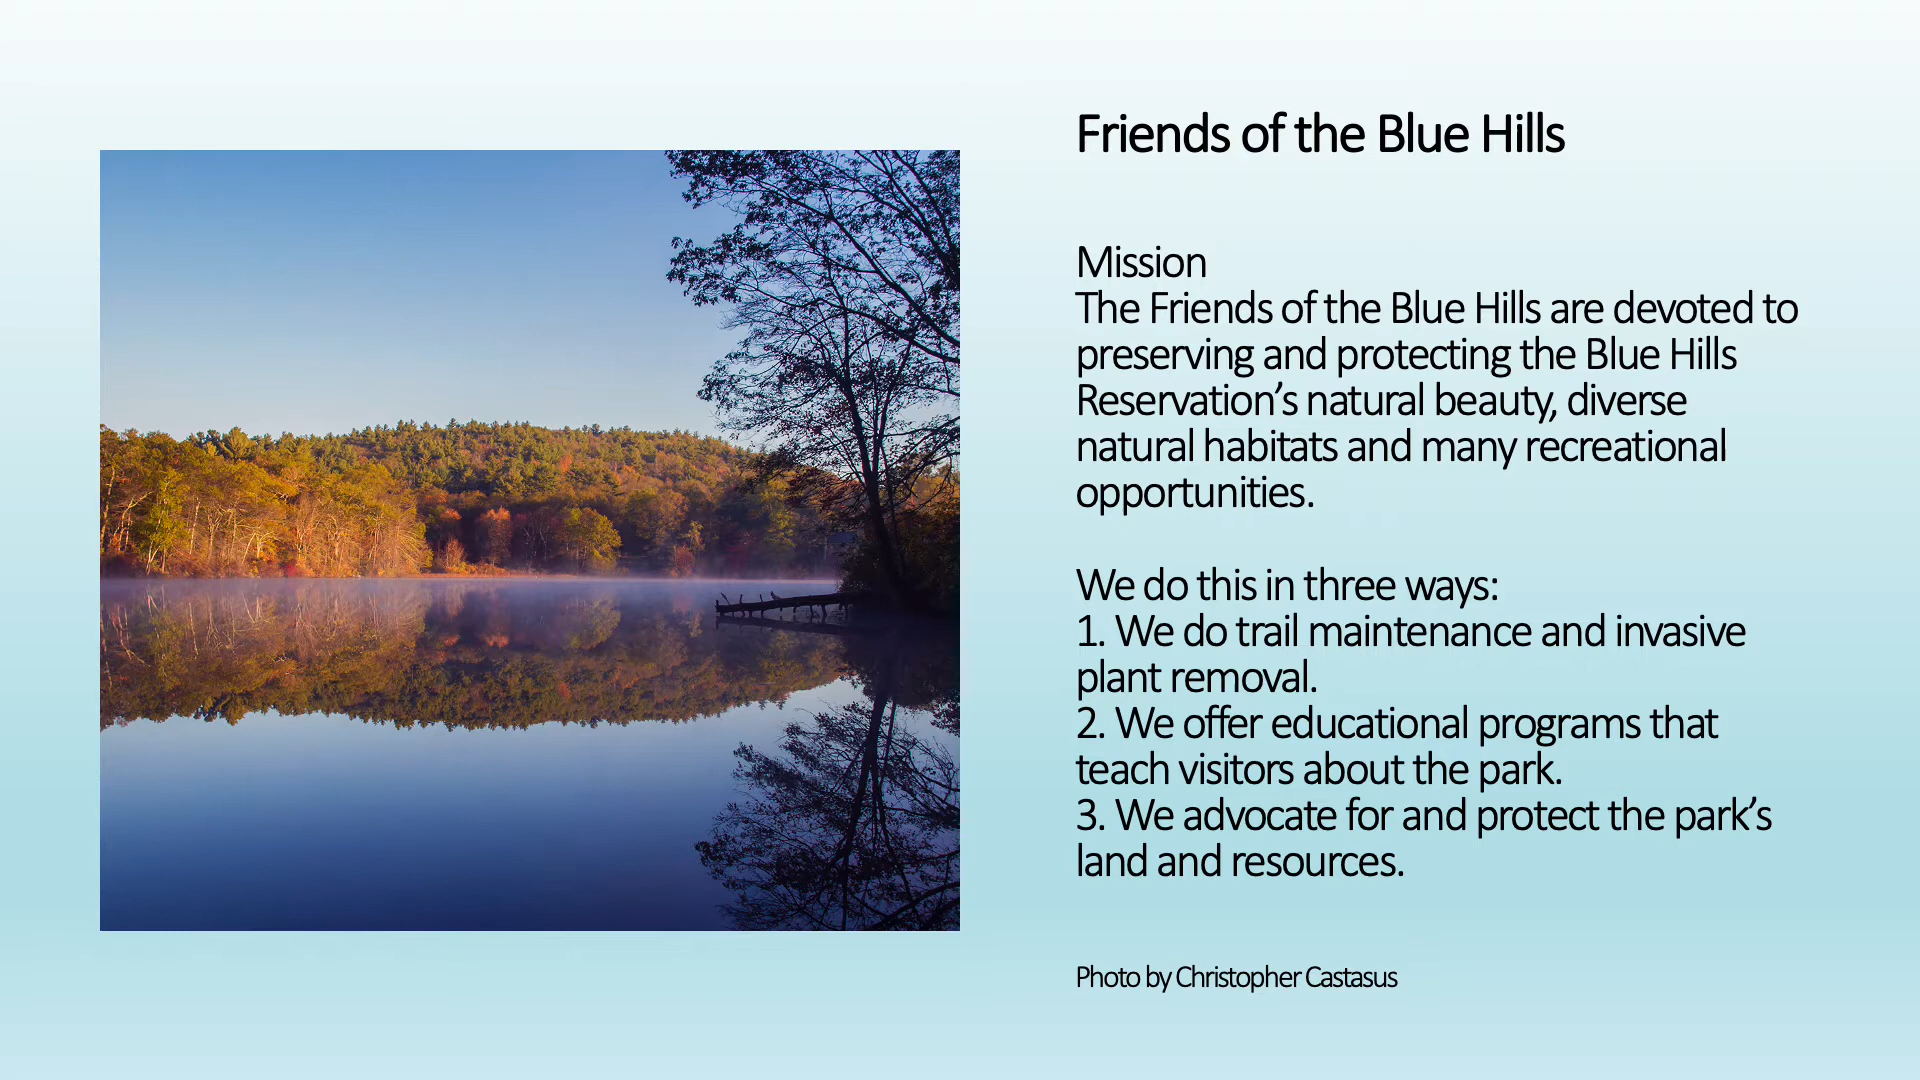 Friends of the Blue Hills
Mission
The Friends of the Blue Hills are devoted to
preserving and protecting the Blue Hills
Reservation’s natural beauty, diverse
natural habitats and many recreational
opportunities.
We do this in three ways:
1. We do trail maintenance and invasive
plant removal.
2. We offer educational programs that
teach visitors about the park.
3. We advocate for and protect the park’s
land and resources.
Photo by Christopher Castasus